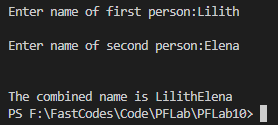 Enter name of first person:Lilith
Enter name of second person:Elena
The combined name is LilithElena
PS F:\FastCodes\Code\PFLab\PFLab10>